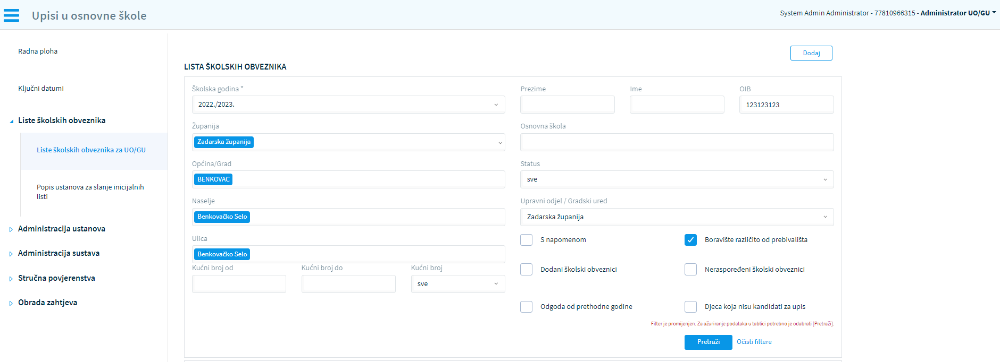 Upisi u osnovne škole
System Admin Administrator - 77810966315 - Administrator UO/GU
Radna ploha
Ključni datumi
Liste školskih obveznika
Liste školskih obveznika za UO/GU
Popis ustanova za slanje inicijalnih
listi
Administracija ustanova
Administracija sustava
Stručna povjerenstva
Obrada zahtjeva
Dodaj
LISTA ŠKOLSKIH OBVEZNIKA
Školska godina *
2022./2023.
Županija
Zadarska županija
Općina/Grad
BENKOVAC
Naselje
Benkovačko Selo
Ulica
Benkovačko Selo
Kućni broj od
Kućni broj do
Kućni broj
sve
Prezime
Ime
OIB
123123123
Osnovna škola
Status
sve
Upravni odjel / Gradski ured
Zadarska županija
S napomenom
Boravište različito od prebivališta
Dodani školski obveznici
Neraspoređeni školski obveznici
Odgoda od prethodne godine
Djeca koja nisu kandidati za upis
Filter je promijenjen. Za ažuriranje podataka u tablici potrebno je odabrati [Pretraži].
Pretraži
Očisti filtere